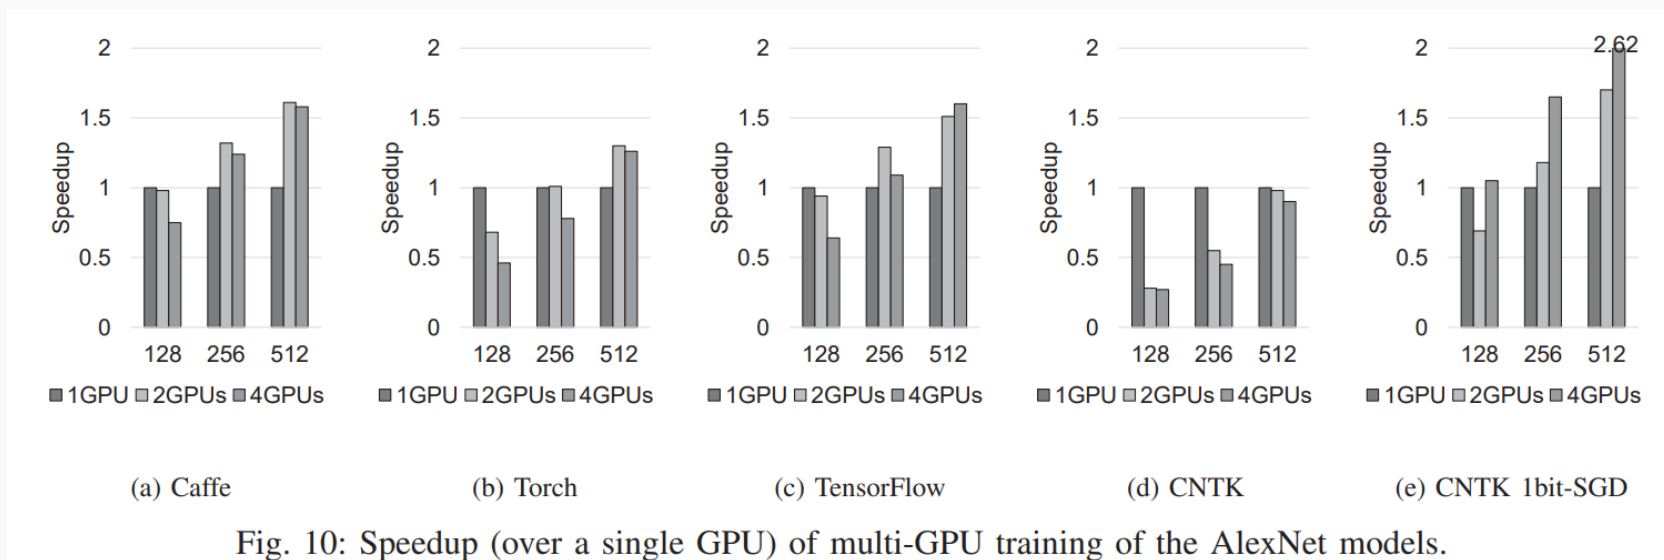 2
1.5
1
0.5
0
Speedup
128 256 512
1GPU 2GPUs 4GPUs
(a) Caffe
2
1.5
1
0.5
0
Speedup
128 256 512
1GPU 2GPUs 4GPUs
(b) Torch
2
1.5
1
0.5
0
Speedup
128 256 512
1GPU 2GPUs 4GPUs
(c) TensorFlow
2
1.5
1
0.5
0
Speedup
128 256 512
1GPU 2GPUs 4GPUs
(d) CNTK
2
1.5
1
0.5
0
Speedup
2.62
128 256 512
1GPU 2GPUs 4GPUs
(e) CNTK 1bit-SGD
Fig. 10: Speedup (over a single GPU) of multi-GPU training of the AlexNet models.